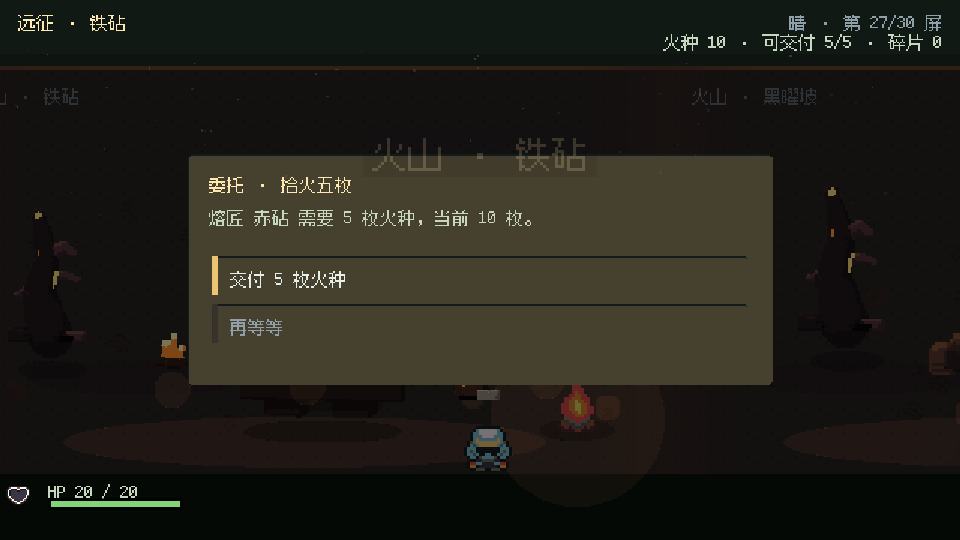 远征 · 铁砧
晴 · 第 27/30 屏
火种 10 · 可交付 5/5 · 碎片 0
山 · 铁砧
火山 · 黑曜坡
火山 · 铁砧
委托 · 拾火五枚
熔匠 赤砧 需要 5 枚火种，当前 10 枚。
交付 5 枚火种
再等等
HP 20 / 20